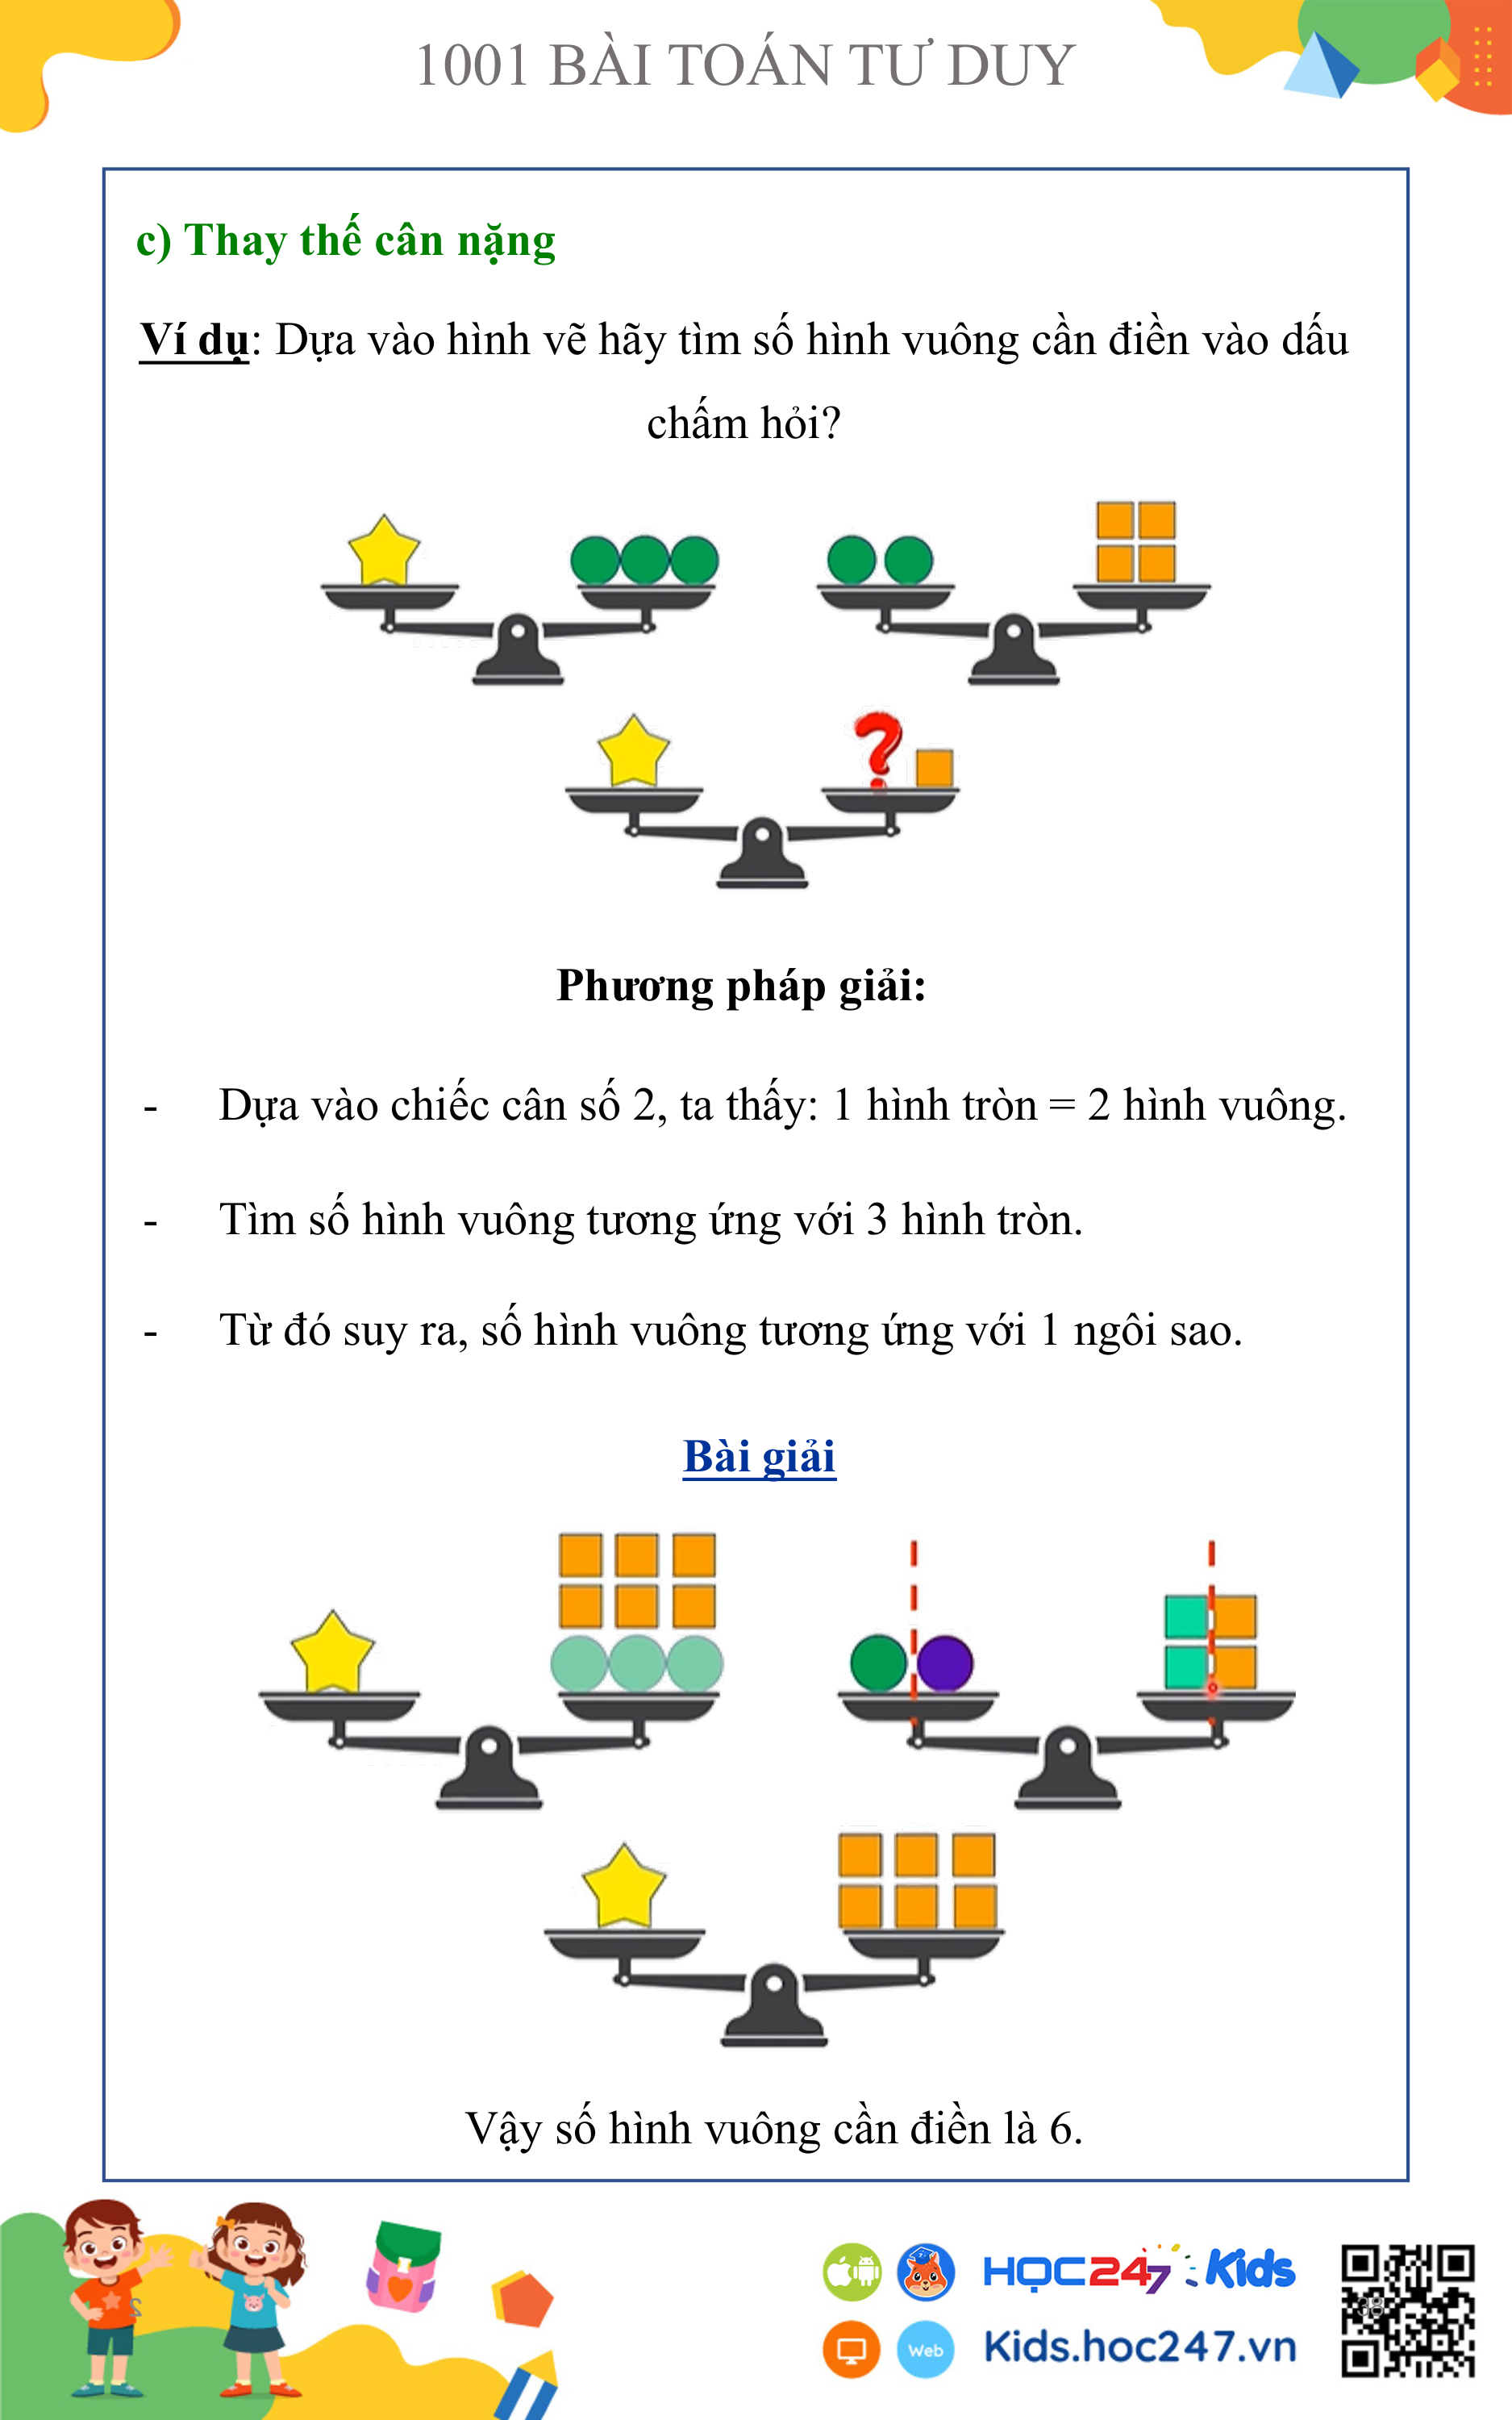 1001 BÀI TOÁN TƯ DUY
c) Thay thế cân nặng
Ví dụ: Dựa vào hình vẽ hãy tìm số hình vuông cần điền vào dấu
chấm hỏi?
?
Phương pháp giải:
- Dựa vào chiếc cân số 2, ta thấy: 1 hình tròn = 2 hình vuông.
- Tìm số hình vuông tương ứng với 3 hình tròn.
- Từ đó suy ra, số hình vuông tương ứng với 1 ngôi sao.
Bài giải
Vậy số hình vuông cần điền là 6.
HỌC247 Kids
38
Web Kids.hoc247.vn
2